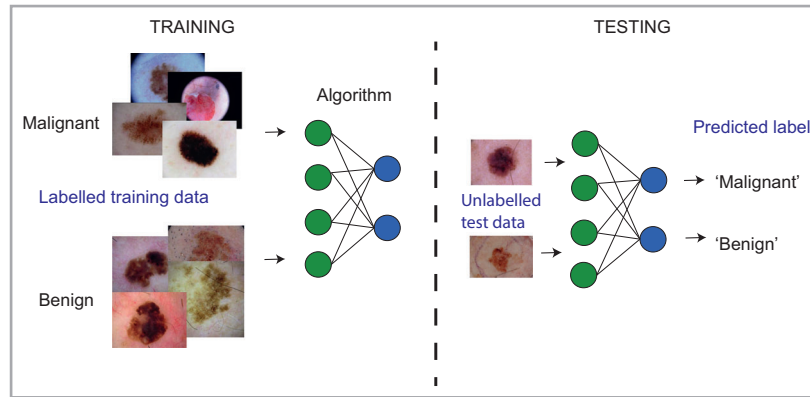 TRAINING
Malignant
Algorithm
Labelled training data
Benign
TESTING
Predicted label
Unlabelled
test data
‘Malignant’
‘Benign’